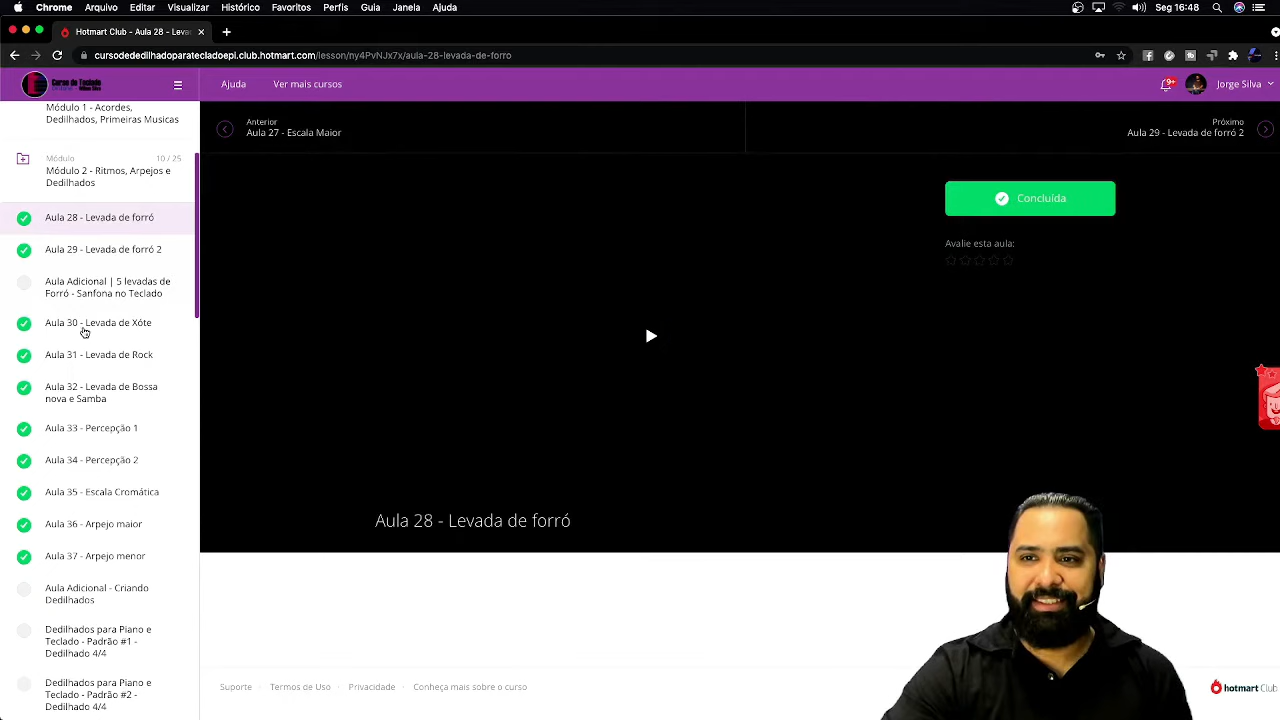 Chrome Arquivo Editar Visualizar Histórico Favoritos Perfis Guia Janela Ajuda
Seg 16:48
Hotmart Club - Aula 28 - Leva
cursodededilhadoparatecladoepi.club.hotmart.com/lesson/ny4PvNJx7x/aula-28-levada-de-forro
Curso de Teclado
Ajuda
Ver mais cursos
9+
Jorge Silva
Módulo 1 - Acordes,
Dedilhados, Primeiras Musicas
Módulo 10 / 25
Módulo 2 - Ritmos, Arpejos e
Dedilhados
Aula 28 - Levada de forró
Aula 29 - Levada de forró 2
Aula Adicional | 5 levadas de
Forró - Sanfona no Teclado
Aula 30 - Levada de Xóte
Aula 31 - Levada de Rock
Aula 32 - Levada de Bossa
nova e Samba
Aula 33 - Percepção 1
Aula 34 - Percepção 2
Aula 35 - Escala Cromática
Aula 36 - Arpejo maior
Aula 37 - Arpejo menor
Aula Adicional - Criando
Dedilhados
Dedilhados para Piano e
Teclado - Padrão #1 -
Dedilhado 4/4
Dedilhados para Piano e
Teclado - Padrão #2 -
Dedilhado 4/4
Anterior
Aula 27 - Escala Maior
Próximo
Aula 29 - Levada de forró 2
Concluída
Avalie esta aula:
Aula 28 - Levada de forró
Suporte · Termos de Uso · Privacidade · Conheça mais sobre o curso
hotmart Club